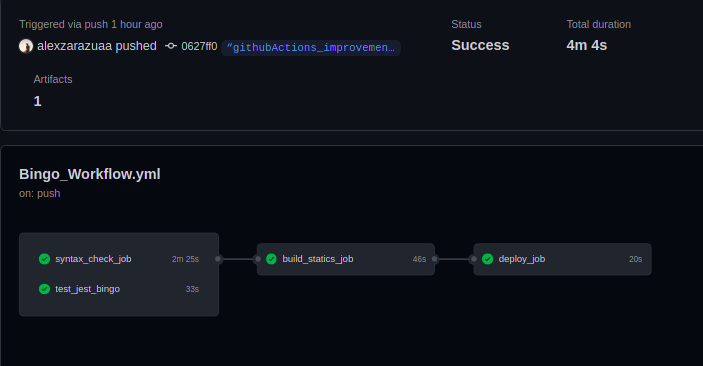 Triggered via push 1 hour ago
alexzarazuaa pushed 0627ff0 “githubActions_improvemen…
Status
Success
Total duration
4m 4s
Artifacts
1
Bingo_Workflow.yml
on: push
syntax_check_job 2m 25s
test_jest_bingo 33s
build_statics_job 46s
deploy_job 20s